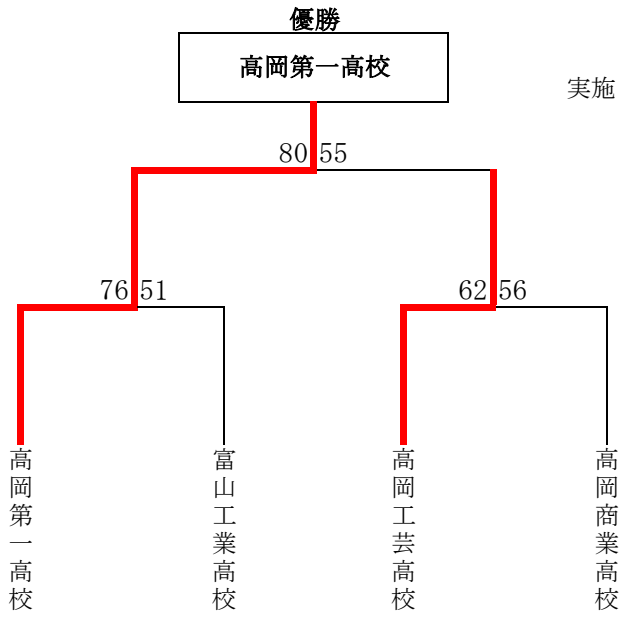 優勝
高岡第一高校
実施
80 55
76 51
62 56
高岡第一高校
富山工業高校
高岡工芸高校
高岡商業高校